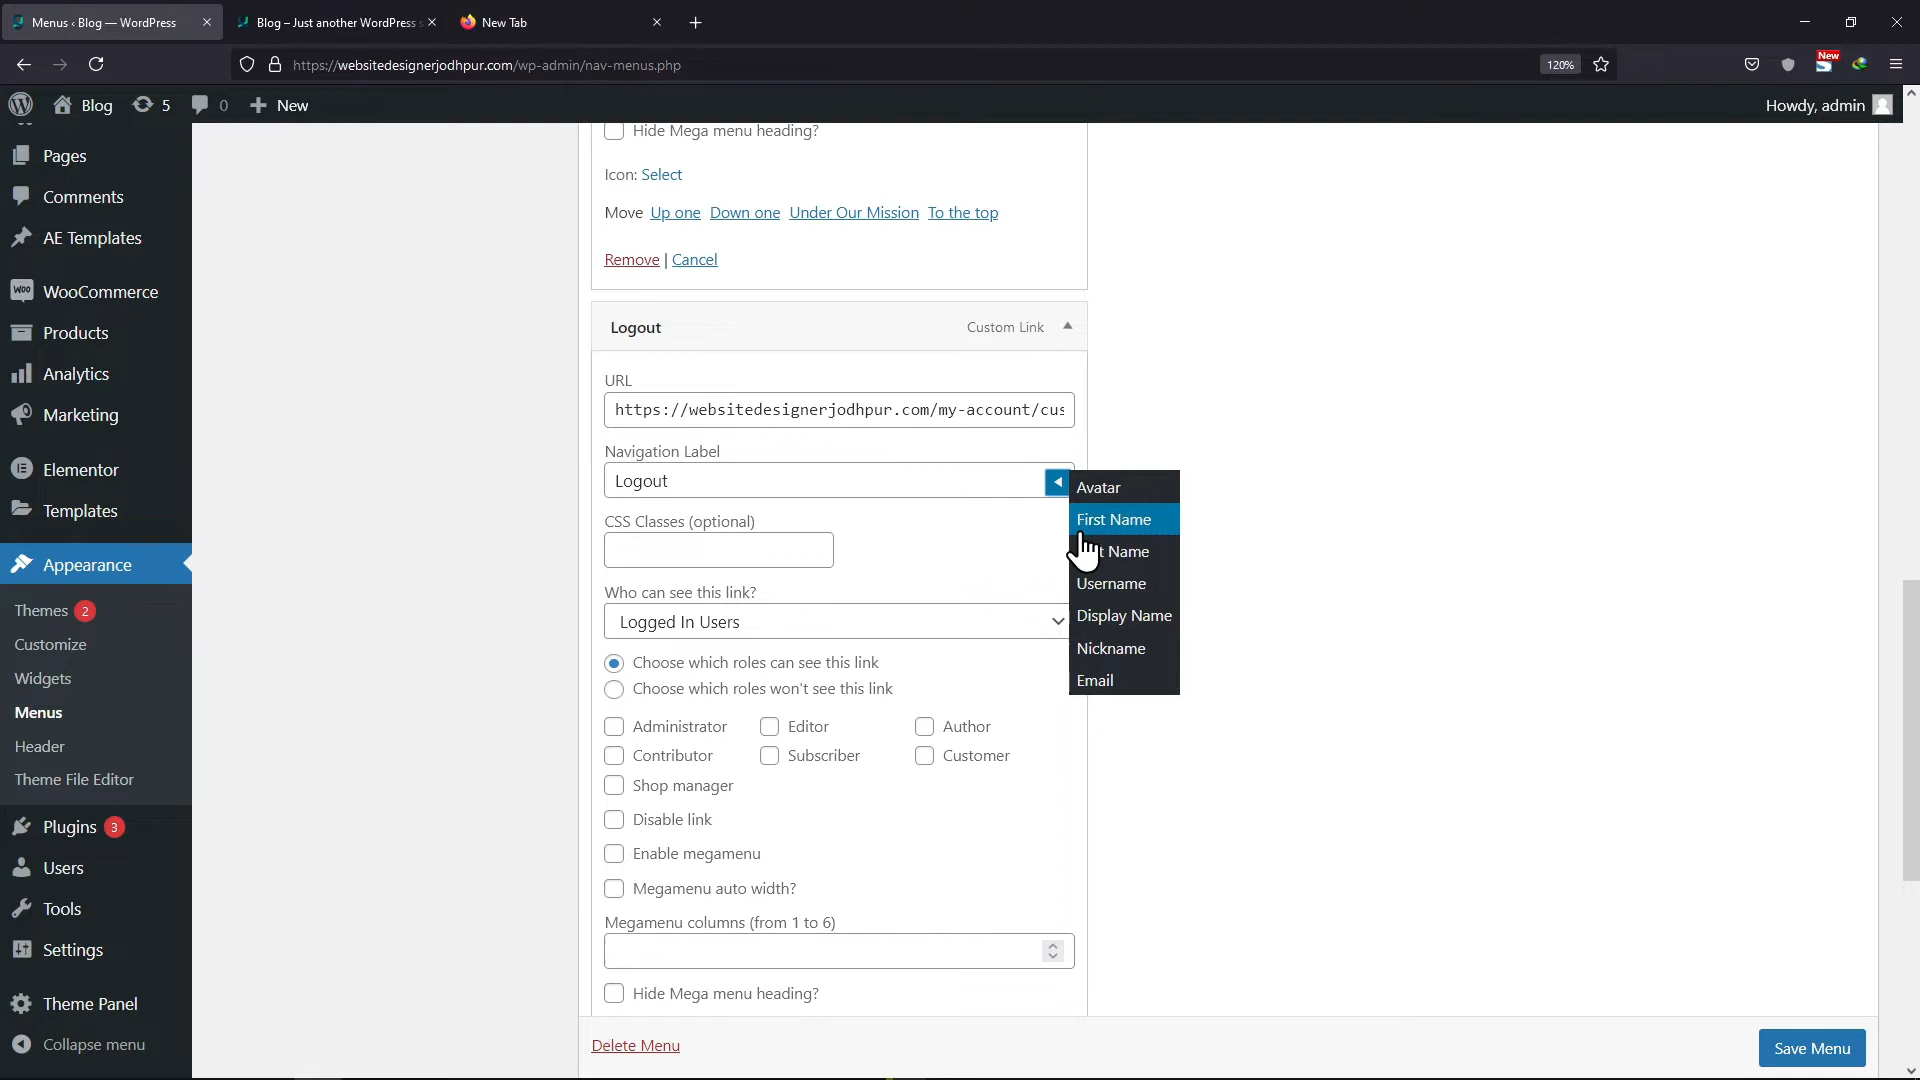 Menus ‹ Blog — WordPress
Blog – Just another WordPress s
New Tab
https://websitedesignerjodhpur.com/wp-admin/nav-menus.php
120%
New
Blog
5
0
New
Howdy, admin
Pages
Comments
AE Templates
WooCommerce
Products
Analytics
Marketing
Elementor
Templates
Appearance
Themes 2
Customize
Widgets
Menus
Header
Theme File Editor
Plugins 3
Users
Tools
Settings
Theme Panel
Collapse menu
Hide Mega menu heading?
Icon: Select
Move Up one Down one Under Our Mission To the top
Remove | Cancel
Logout
Custom Link
URL
https://websitedesignerjodhpur.com/my-account/cus
Navigation Label
Logout
CSS Classes (optional)
Who can see this link?
Logged In Users
Avatar
First Name
t Name
Username
Display Name
Nickname
Email
Choose which roles can see this link
Choose which roles won't see this link
Administrator Editor Author
Contributor Subscriber Customer
Shop manager
Disable link
Enable megamenu
Megamenu auto width?
Megamenu columns (from 1 to 6)
Hide Mega menu heading?
Delete Menu
Save Menu